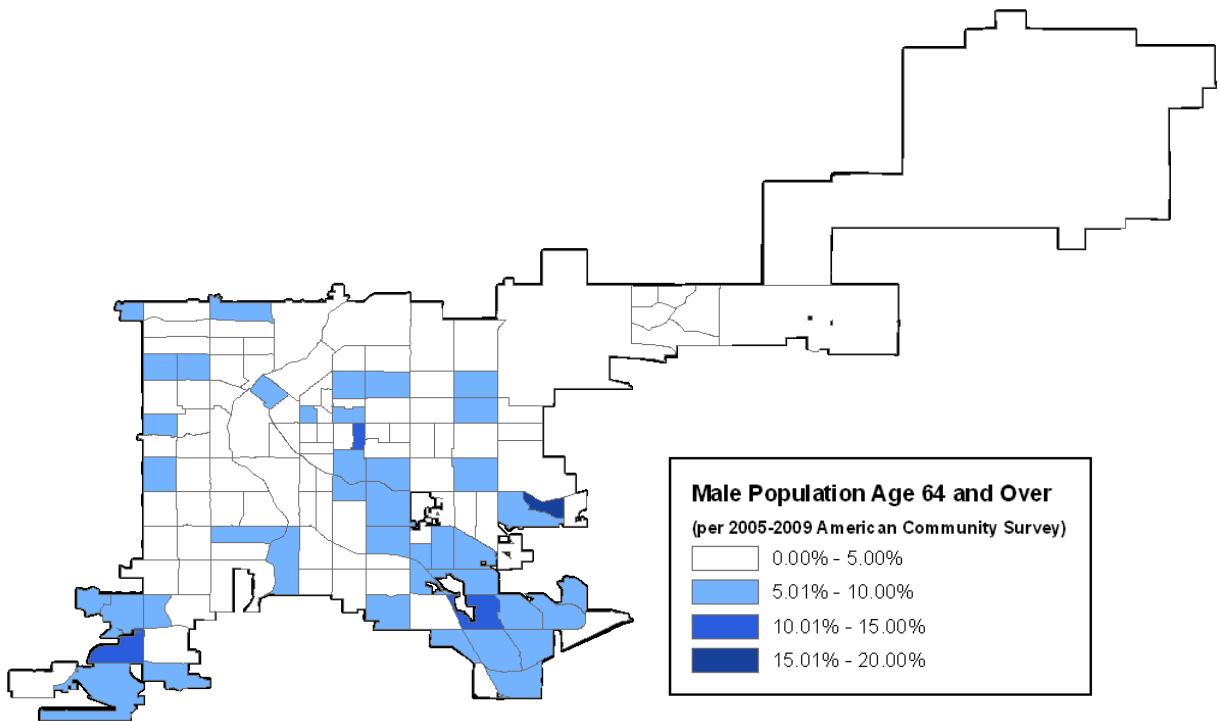 Male Population Age 64 and Over
(per 2005-2009 American Community Survey)
0.00% - 5.00%
5.01% - 10.00%
10.01% - 15.00%
15.01% - 20.00%